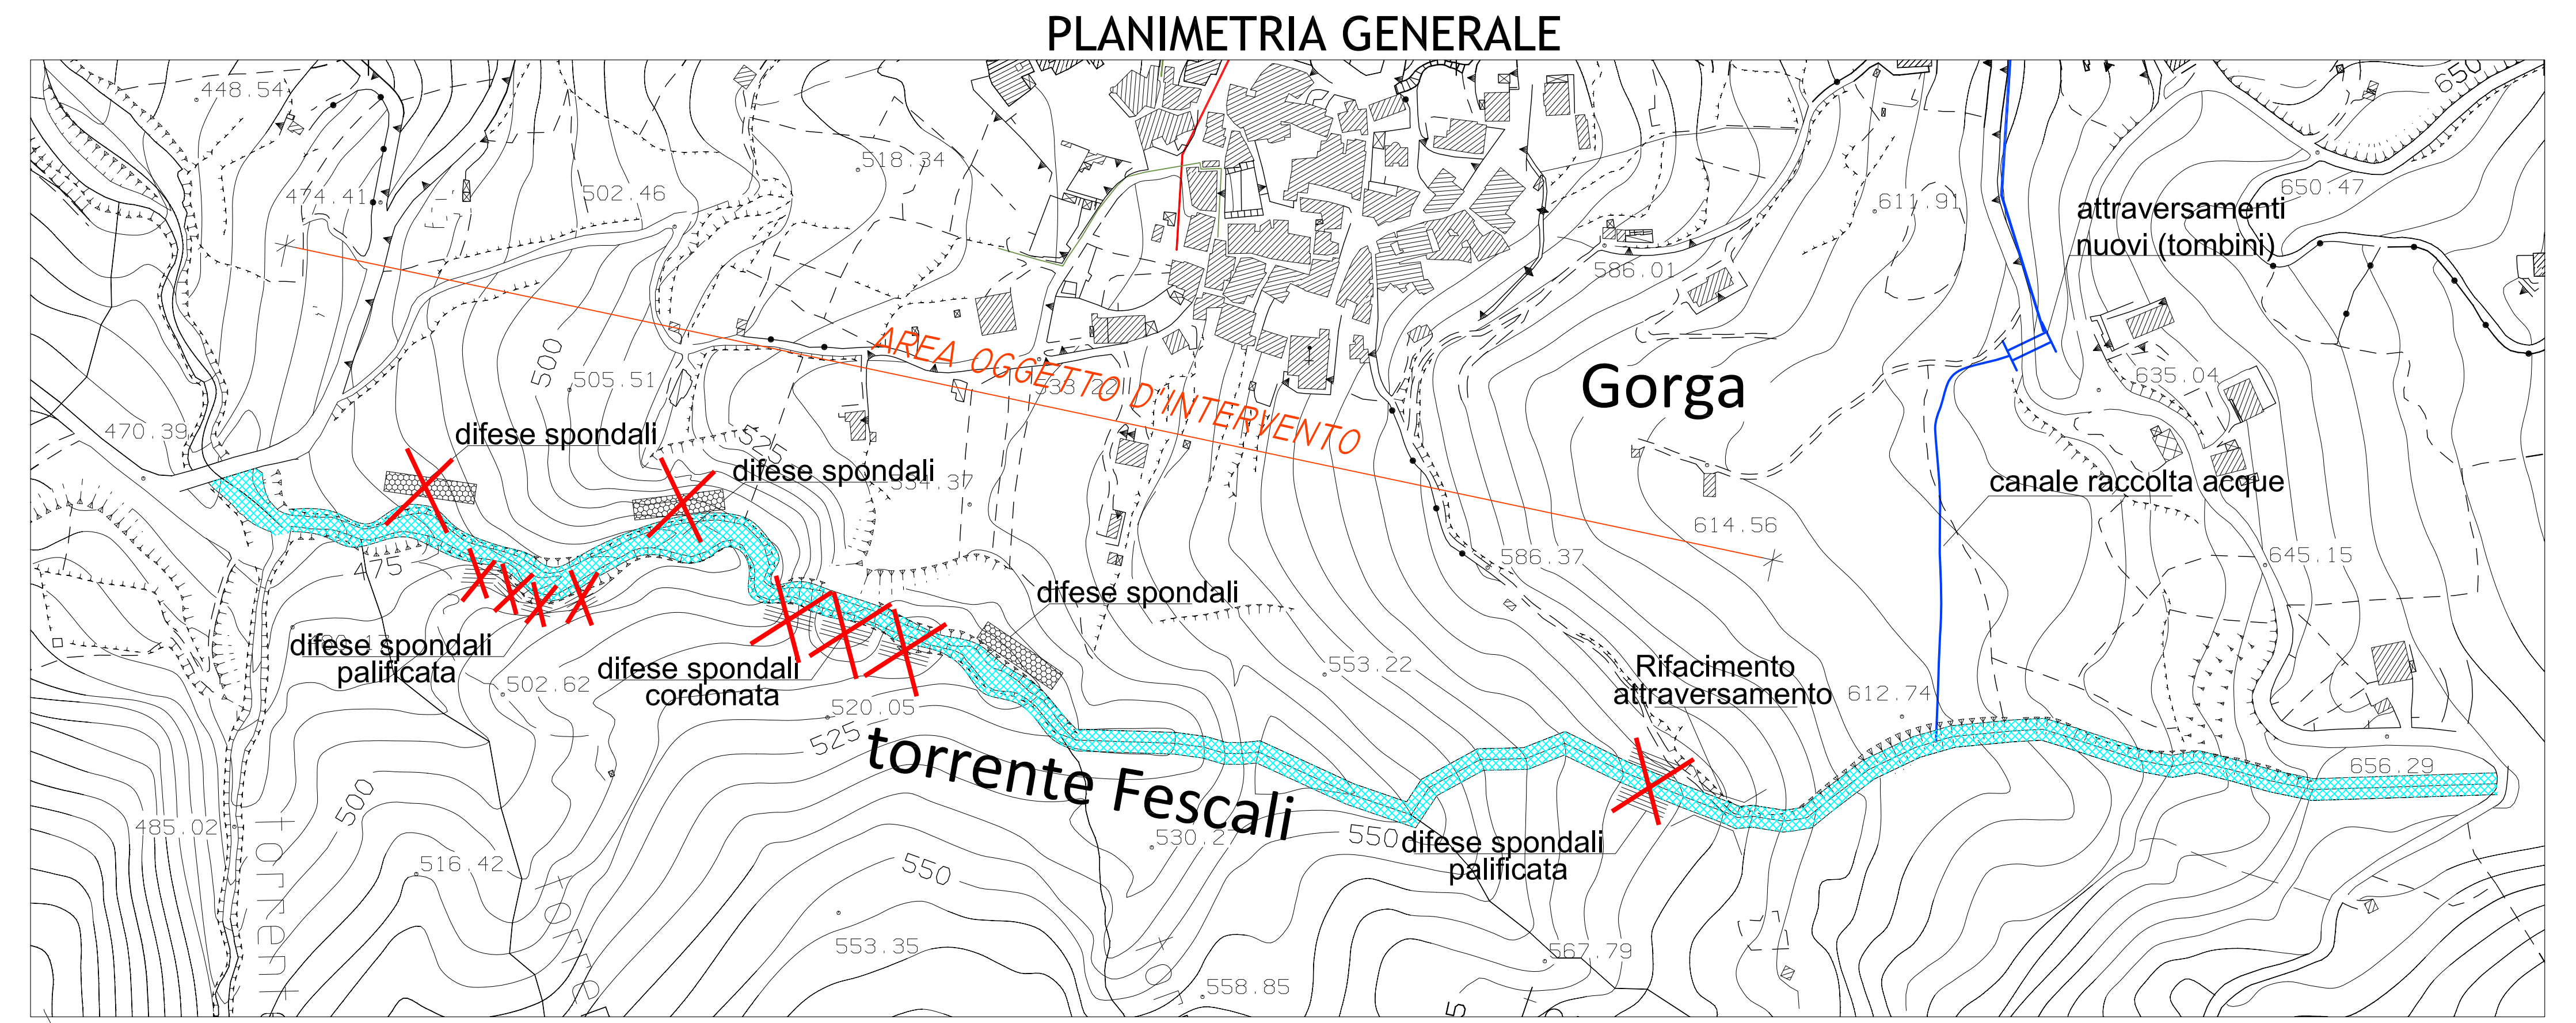 PLANIMETRIA GENERALE
448.54
474.41
502.46
518.34
611.91
650
650.47
attraversamenti
nuovi (tombini)
586.01
AREA OGGETTO D'INTERVENTO
500
505.51
Gorga
635.04
470.39
difese spondali
525
difese spondali
canale raccolta acque
614.56
475
586.37
645.15
difese spondali
difese spondali
palificata
502.62
difese spondali
cordonata
553.22
Rifacimento
attraversamento
612.74
520.05
525
torrente Fescali
656.29
500
485.02
516.42
530.27
550
550
difese spondali
palificata
553.35
567.79
558.85
torrente